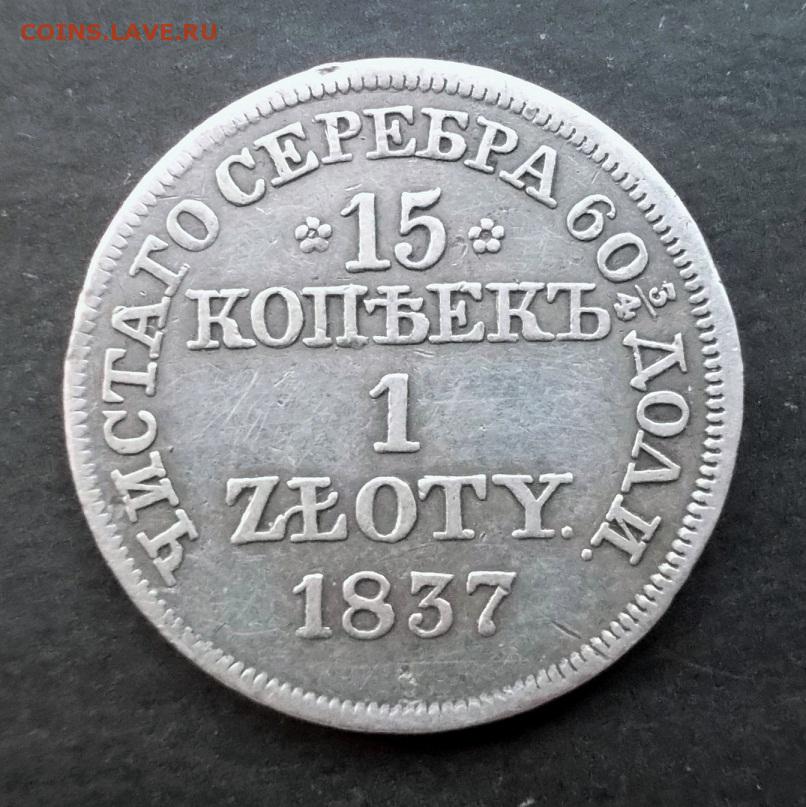 COINS.LAVE.RU
ЧИСТАГО СЕРЕБРА 60 3/4 ДОЛИ.
15
КОПѢЕКЪ
1
ZŁOTY.
1837